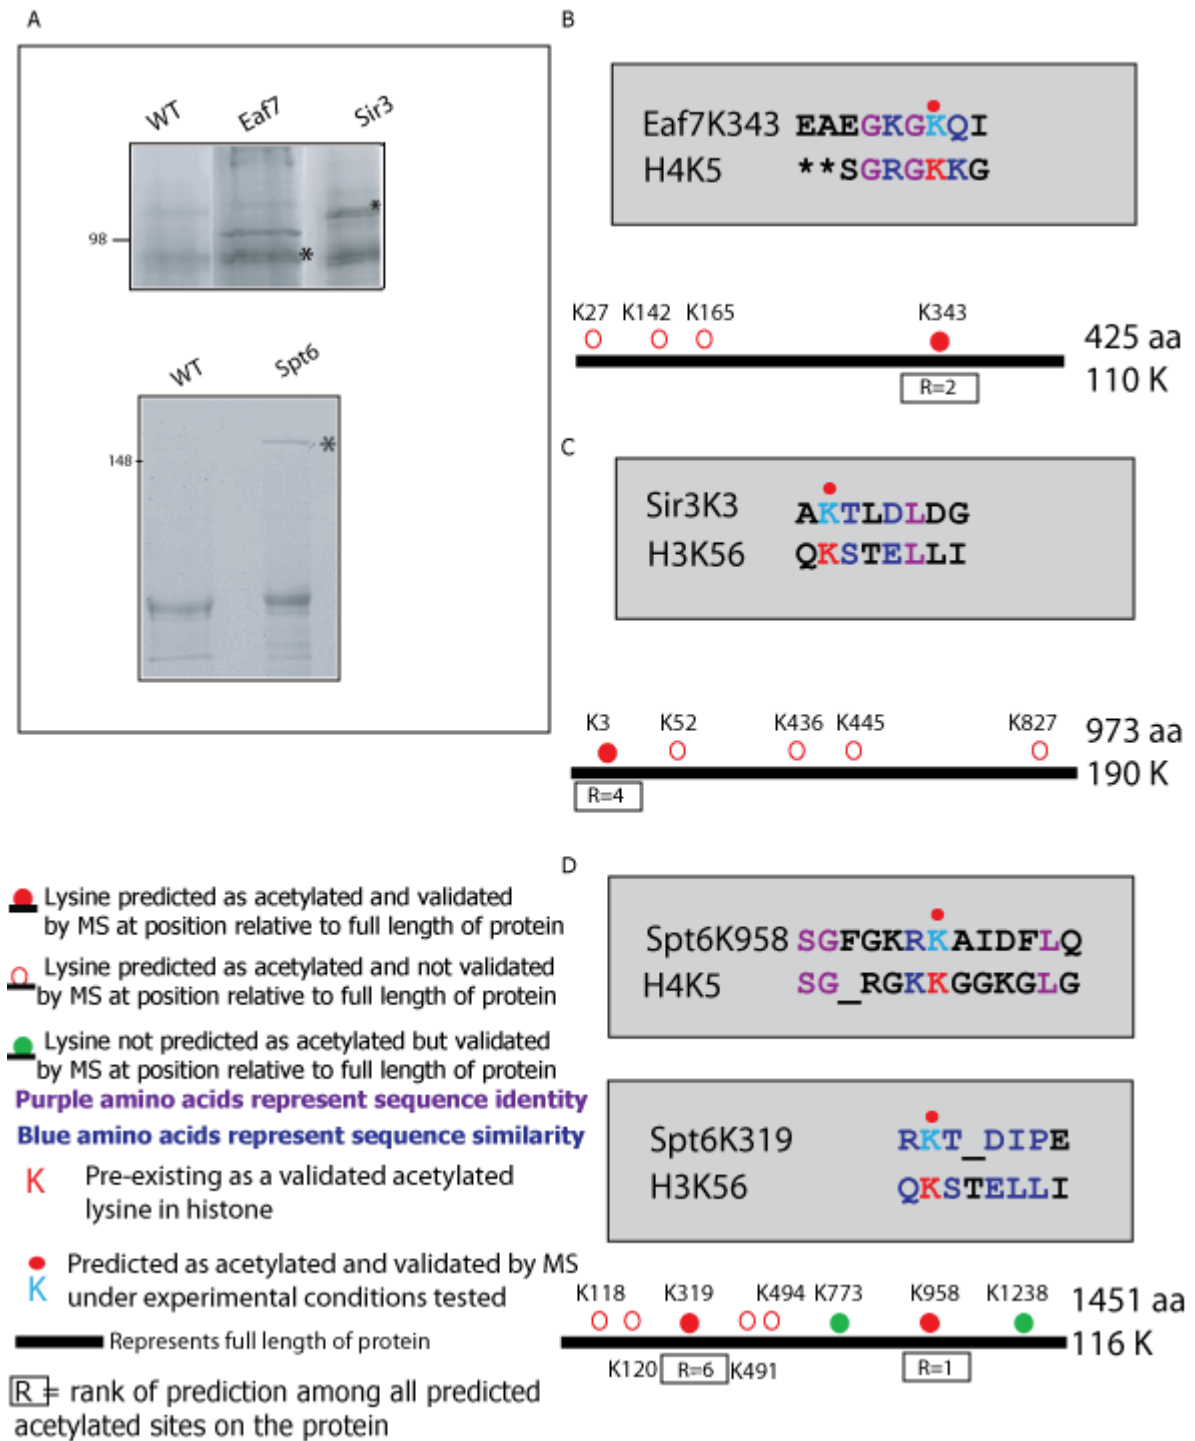 A
WT Eaf7 Sir3
*
98
*
WT Spt6
*
148
B
Eaf7K343 EAEGKGKQI
H4K5 **SGRGKKG
K27 K142 K165 K343
425 aa
R=2
110 K
C
Sir3K3 AKTLDLDG
H3K56 QKSTELLI
K3 K52 K436 K445 K827
973 aa
190 K
R=4
Lysine predicted as acetylated and validated
by MS at position relative to full length of protein
Lysine predicted as acetylated and not validated
by MS at position relative to full length of protein
Lysine not predicted as acetylated but validated
by MS at position relative to full length of protein
Purple amino acids represent sequence identity
Blue amino acids represent sequence similarity
K Pre-existing as a validated acetylated
lysine in histone
K Predicted as acetylated and validated by MS
under experimental conditions tested
Represents full length of protein
R = rank of prediction among all predicted
acetylated sites on the protein
D
Spt6K958 SGFGKRKAIDFLQ
H4K5 SG_RGKKGGKGLG
Spt6K319 RKT_DIPE
H3K56 QKSTELLI
K118 K319 K494 K773 K958 K1238
1451 aa
116 K
K120 R=6 K491 R=1